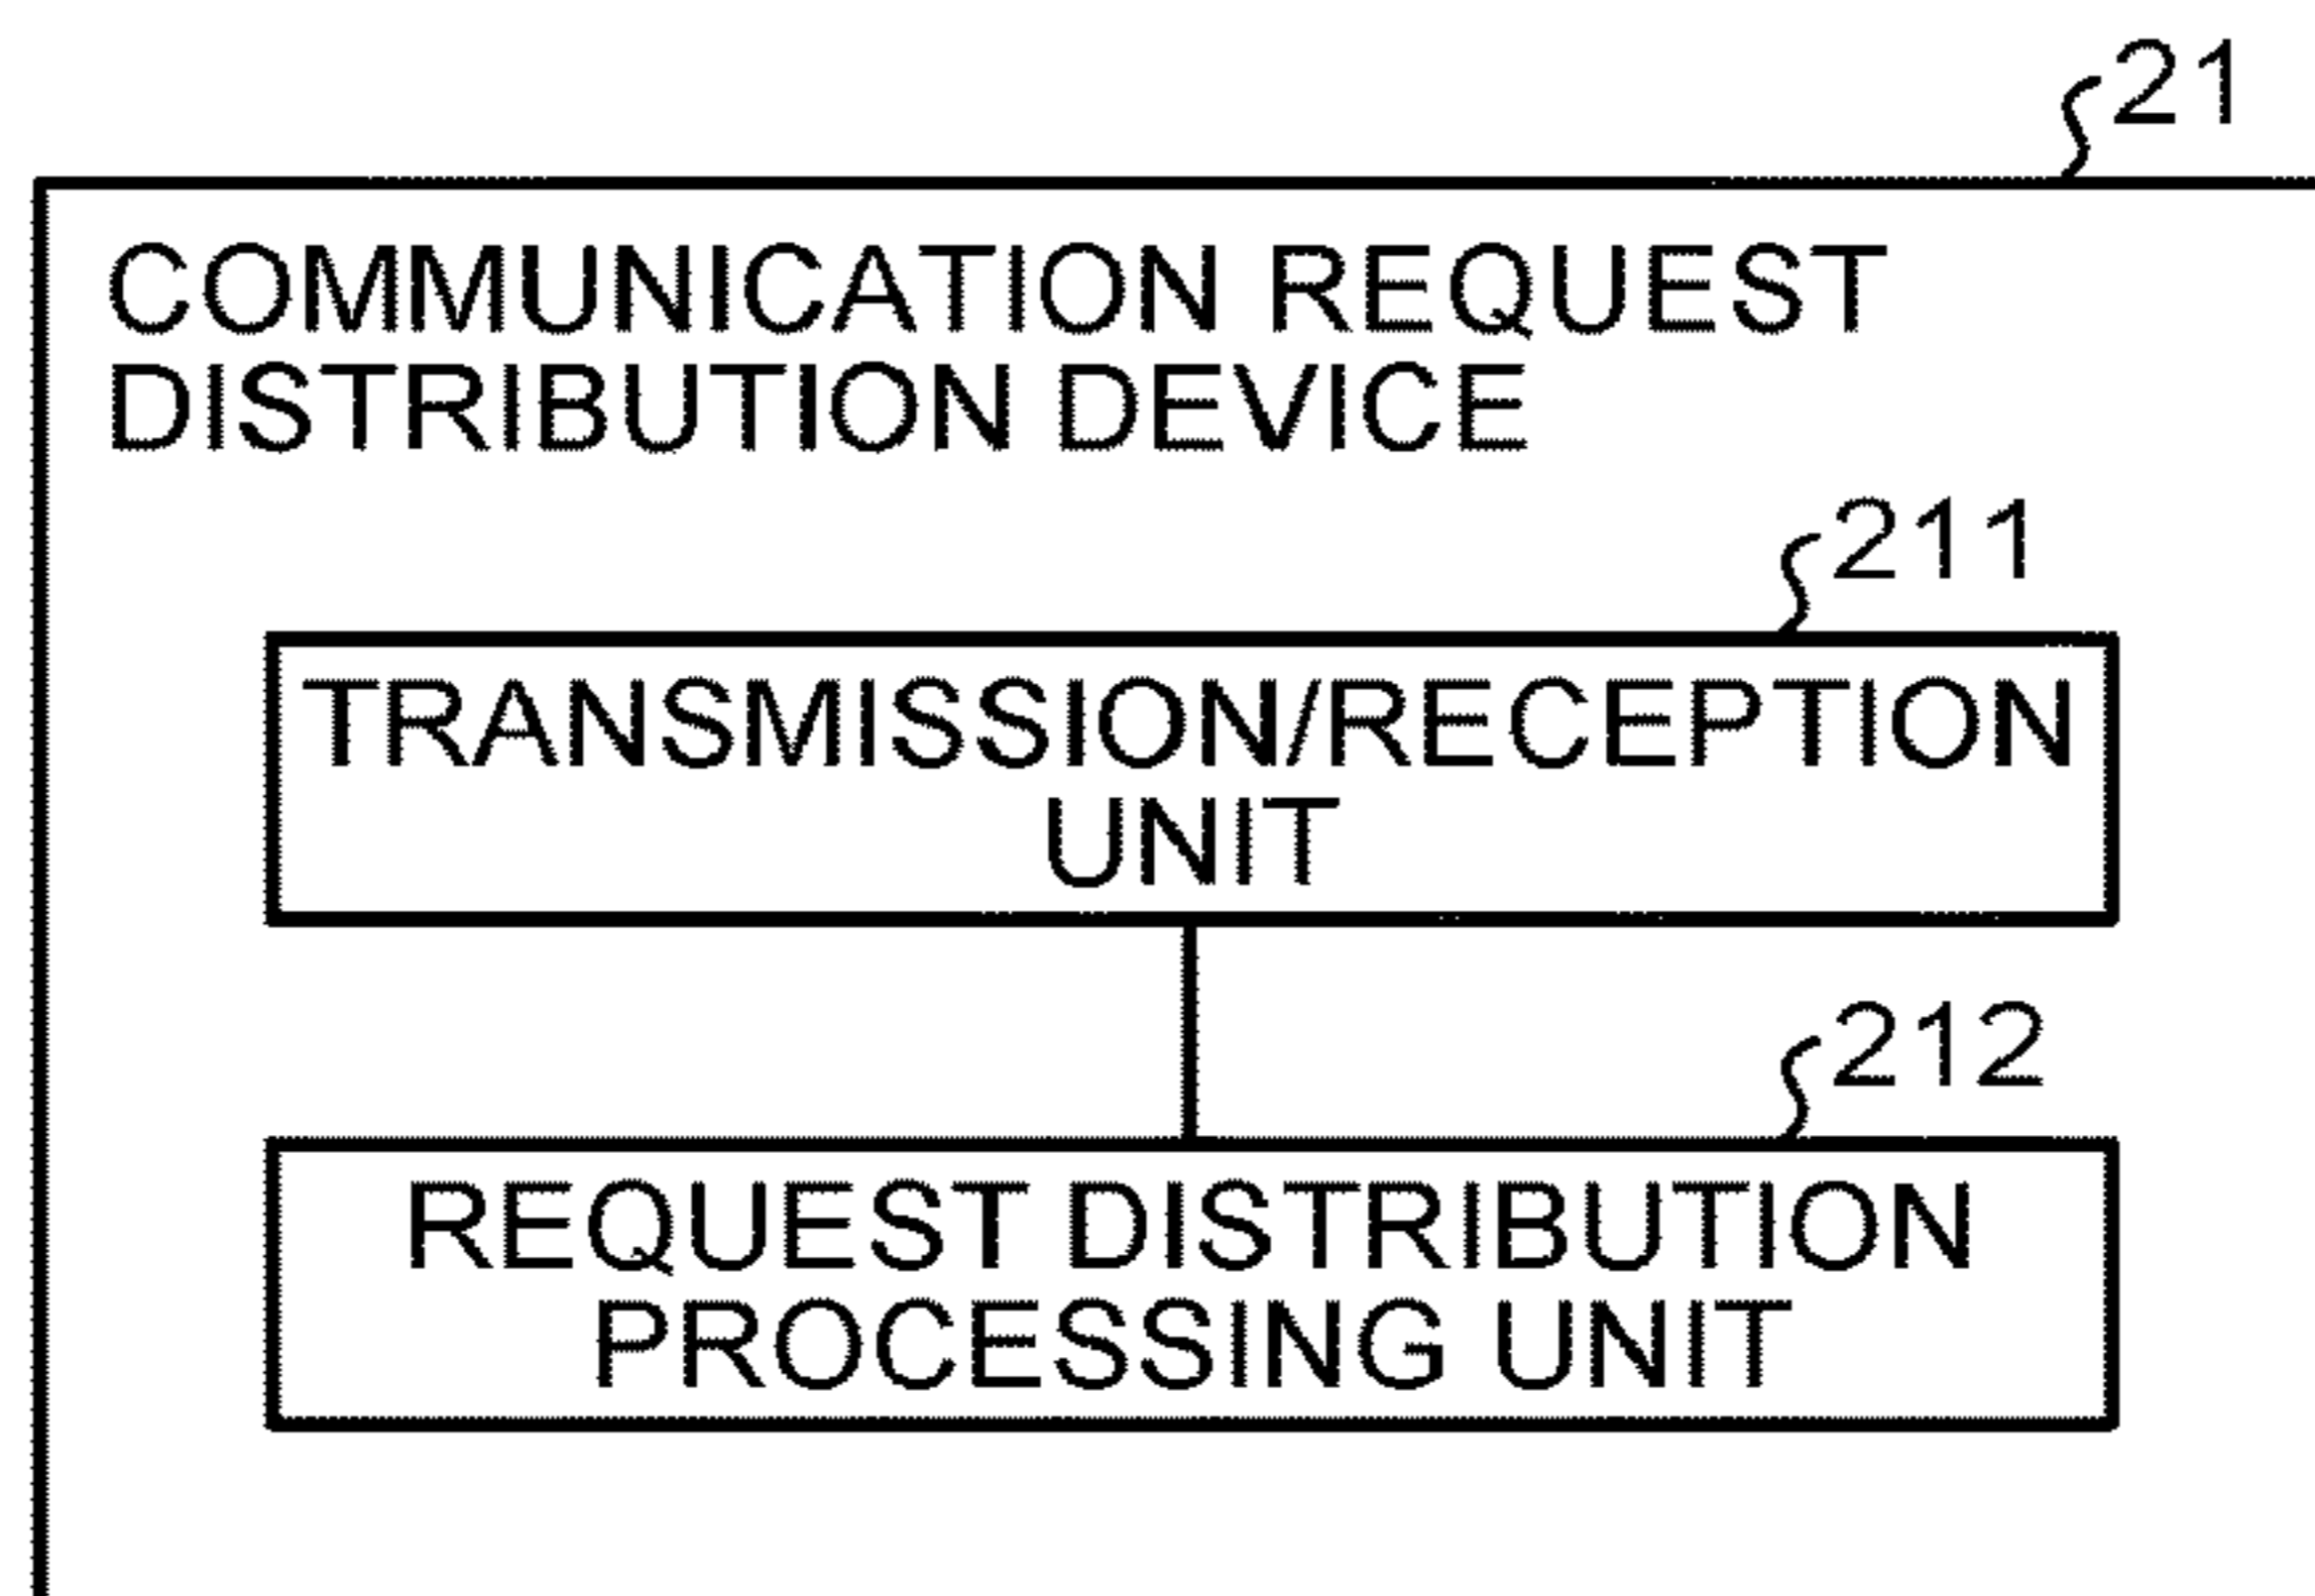 21
COMMUNICATION REQUEST
DISTRIBUTION DEVICE
211
TRANSMISSION/RECEPTION
UNIT
212
REQUEST DISTRIBUTION
PROCESSING UNIT